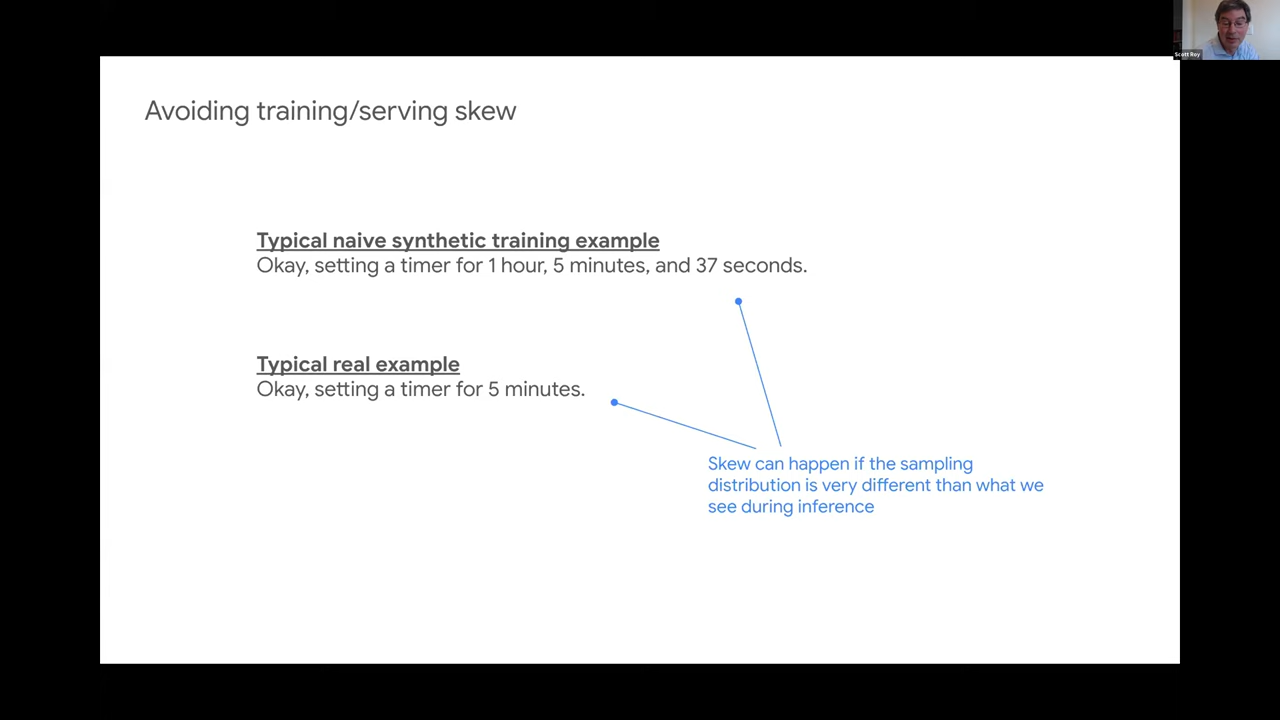 Scott Roy
Avoiding training/serving skew
Typical naive synthetic training example
Okay, setting a timer for 1 hour, 5 minutes, and 37 seconds.
Typical real example
Okay, setting a timer for 5 minutes.
Skew can happen if the sampling
distribution is very different than what we
see during inference